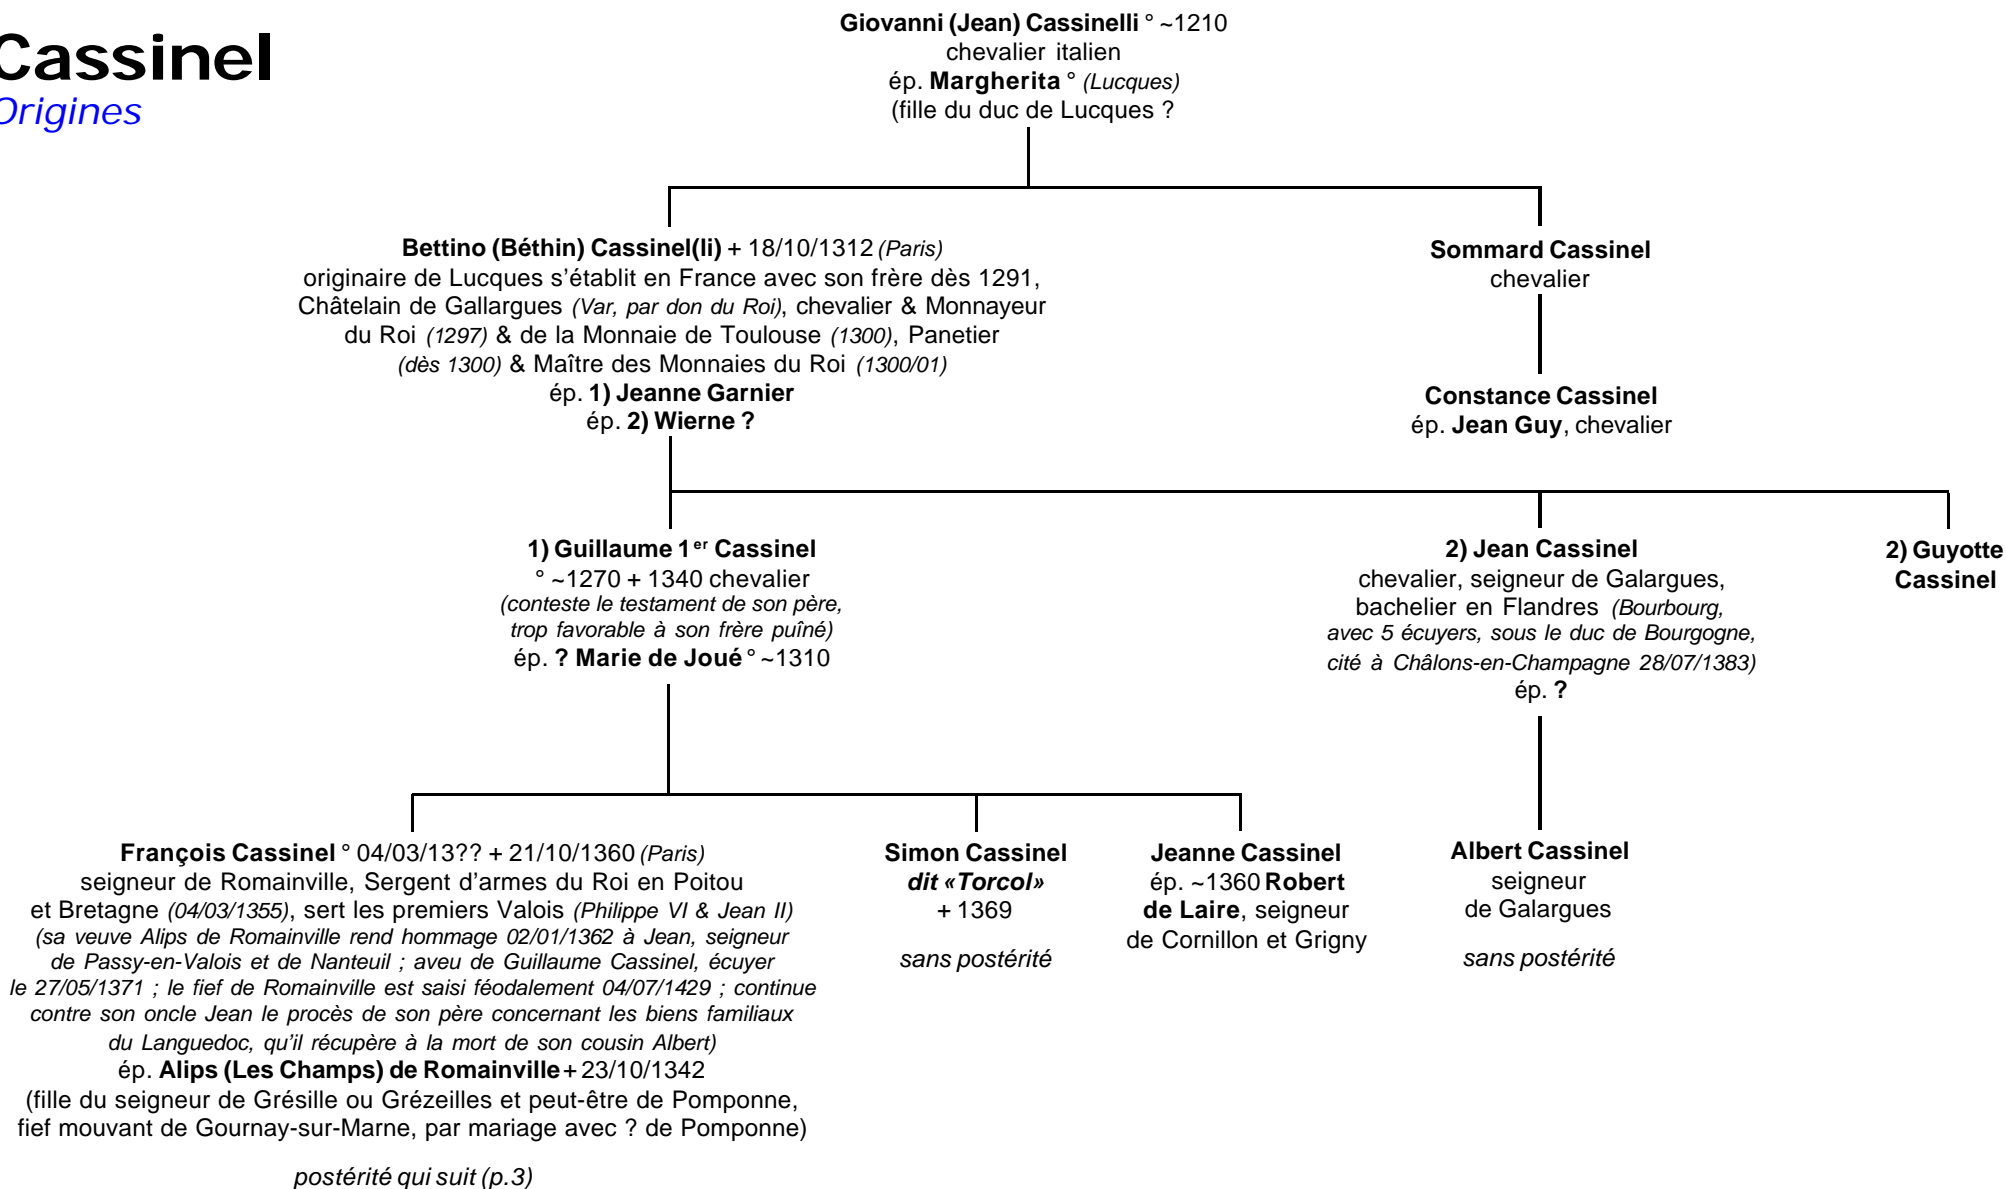 Cassinel
Origines
Giovanni (Jean) Cassinelli ° ~1210
chevalier italien
ép. Margherita ° (Lucques)
(fille du duc de Lucques ?
Bettino (Béthin) Cassinel(li) + 18/10/1312 (Paris)
originaire de Lucques s’établit en France avec son frère dès 1291,
Châtelain de Gallargues (Var, par don du Roi), chevalier & Monnayeur
du Roi (1297) & de la Monnaie de Toulouse (1300), Panetier
(dès 1300) & Maître des Monnaies du Roi (1300/01)
ép. 1) Jeanne Garnier
ép. 2) Wierne ?
Sommard Cassinel
chevalier
Constance Cassinel
ép. Jean Guy, chevalier
1) Guillaume 1er Cassinel
° ~1270 + 1340 chevalier
(conteste le testament de son père,
trop favorable à son frère puîné)
ép. ? Marie de Joué ° ~1310
2) Jean Cassinel
chevalier, seigneur de Galargues,
bachelier en Flandres (Bourbourg,
avec 5 écuyers, sous le duc de Bourgogne,
cité à Châlons-en-Champagne 28/07/1383)
ép. ?
2) Guyotte
Cassinel
François Cassinel ° 04/03/13?? + 21/10/1360 (Paris)
seigneur de Romainville, Sergent d’armes du Roi en Poitou
et Bretagne (04/03/1355), sert les premiers Valois (Philippe VI & Jean II)
(sa veuve Alips de Romainville rend hommage 02/01/1362 à Jean, seigneur
de Passy-en-Valois et de Nanteuil ; aveu de Guillaume Cassinel, écuyer
le 27/05/1371 ; le fief de Romainville est saisi féodalement 04/07/1429 ; continue
contre son oncle Jean le procès de son père concernant les biens familiaux
du Languedoc, qu’il récupère à la mort de son cousin Albert)
ép. Alips (Les Champs) de Romainville + 23/10/1342
(fille du seigneur de Grésille ou Grézeilles et peut-être de Pomponne,
fief mouvant de Gournay-sur-Marne, par mariage avec ? de Pomponne)
postérité qui suit (p.3)
Simon Cassinel
dit «Torcol»
+ 1369
sans postérité
Jeanne Cassinel
ép. ~1360 Robert
de Laire, seigneur
de Cornillon et Grigny
Albert Cassinel
seigneur
de Galargues
sans postérité